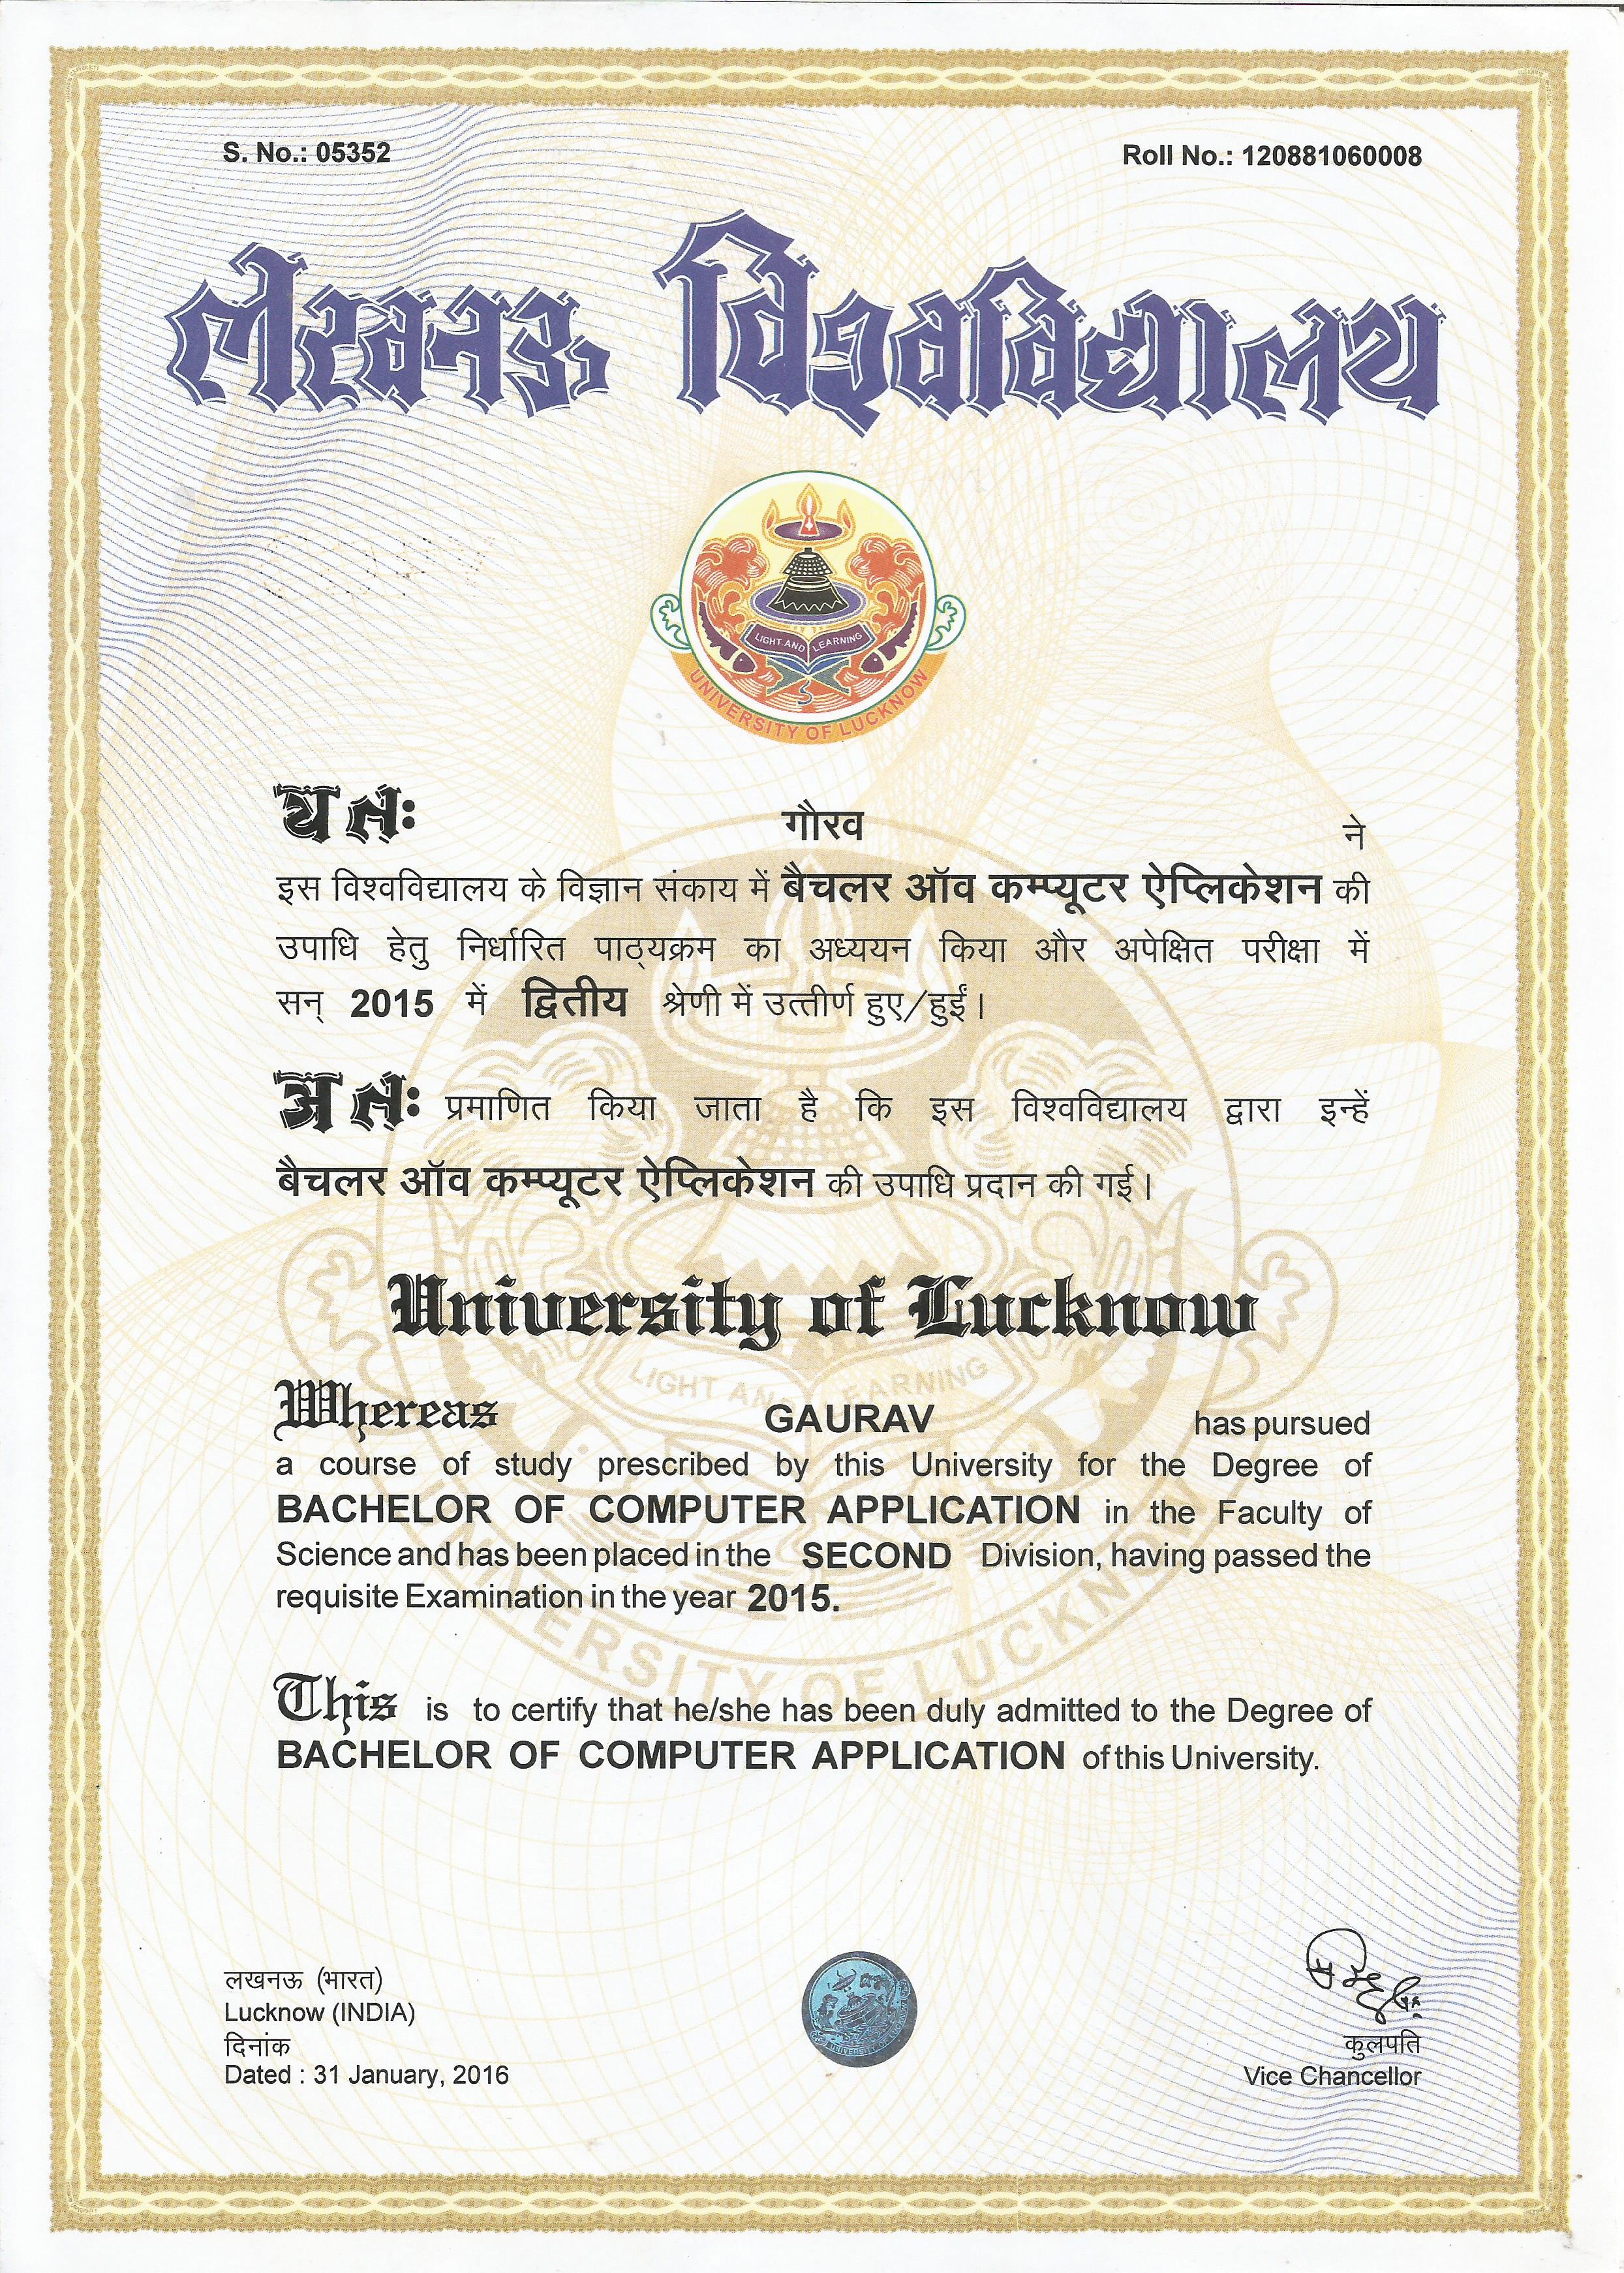 S. No.: 05352
Roll No.: 120881060008
लखनऊ विश्वविद्यालय
LIGHT AND LEARNING
UNIVERSITY OF LUCKNOW
यतः गौरव ने
इस विश्वविद्यालय के विज्ञान संकाय में बैचलर ऑव कम्प्यूटर ऐप्लिकेशन की
उपाधि हेतु निर्धारित पाठ्यक्रम का अध्ययन किया और अपेक्षित परीक्षा में
सन् 2015 में द्वितीय श्रेणी में उत्तीर्ण हुए/हुईं।
अतः प्रमाणित किया जाता है कि इस विश्वविद्यालय द्वारा इन्हें
बैचलर ऑव कम्प्यूटर ऐप्लिकेशन की उपाधि प्रदान की गई।
University of Lucknow
LIGHT AND LEARNING
Whereas GAURAV has pursued
a course of study prescribed by this University for the Degree of
BACHELOR OF COMPUTER APPLICATION in the Faculty of
Science and has been placed in the SECOND Division, having passed the
requisite Examination in the year 2015.
UNIVERSITY OF LUCKNOW
This is to certify that he/she has been duly admitted to the Degree of
BACHELOR OF COMPUTER APPLICATION of this University.
लखनऊ (भारत)
Lucknow (INDIA)
दिनांक
Dated : 31 January, 2016
कुलपति
Vice Chancellor